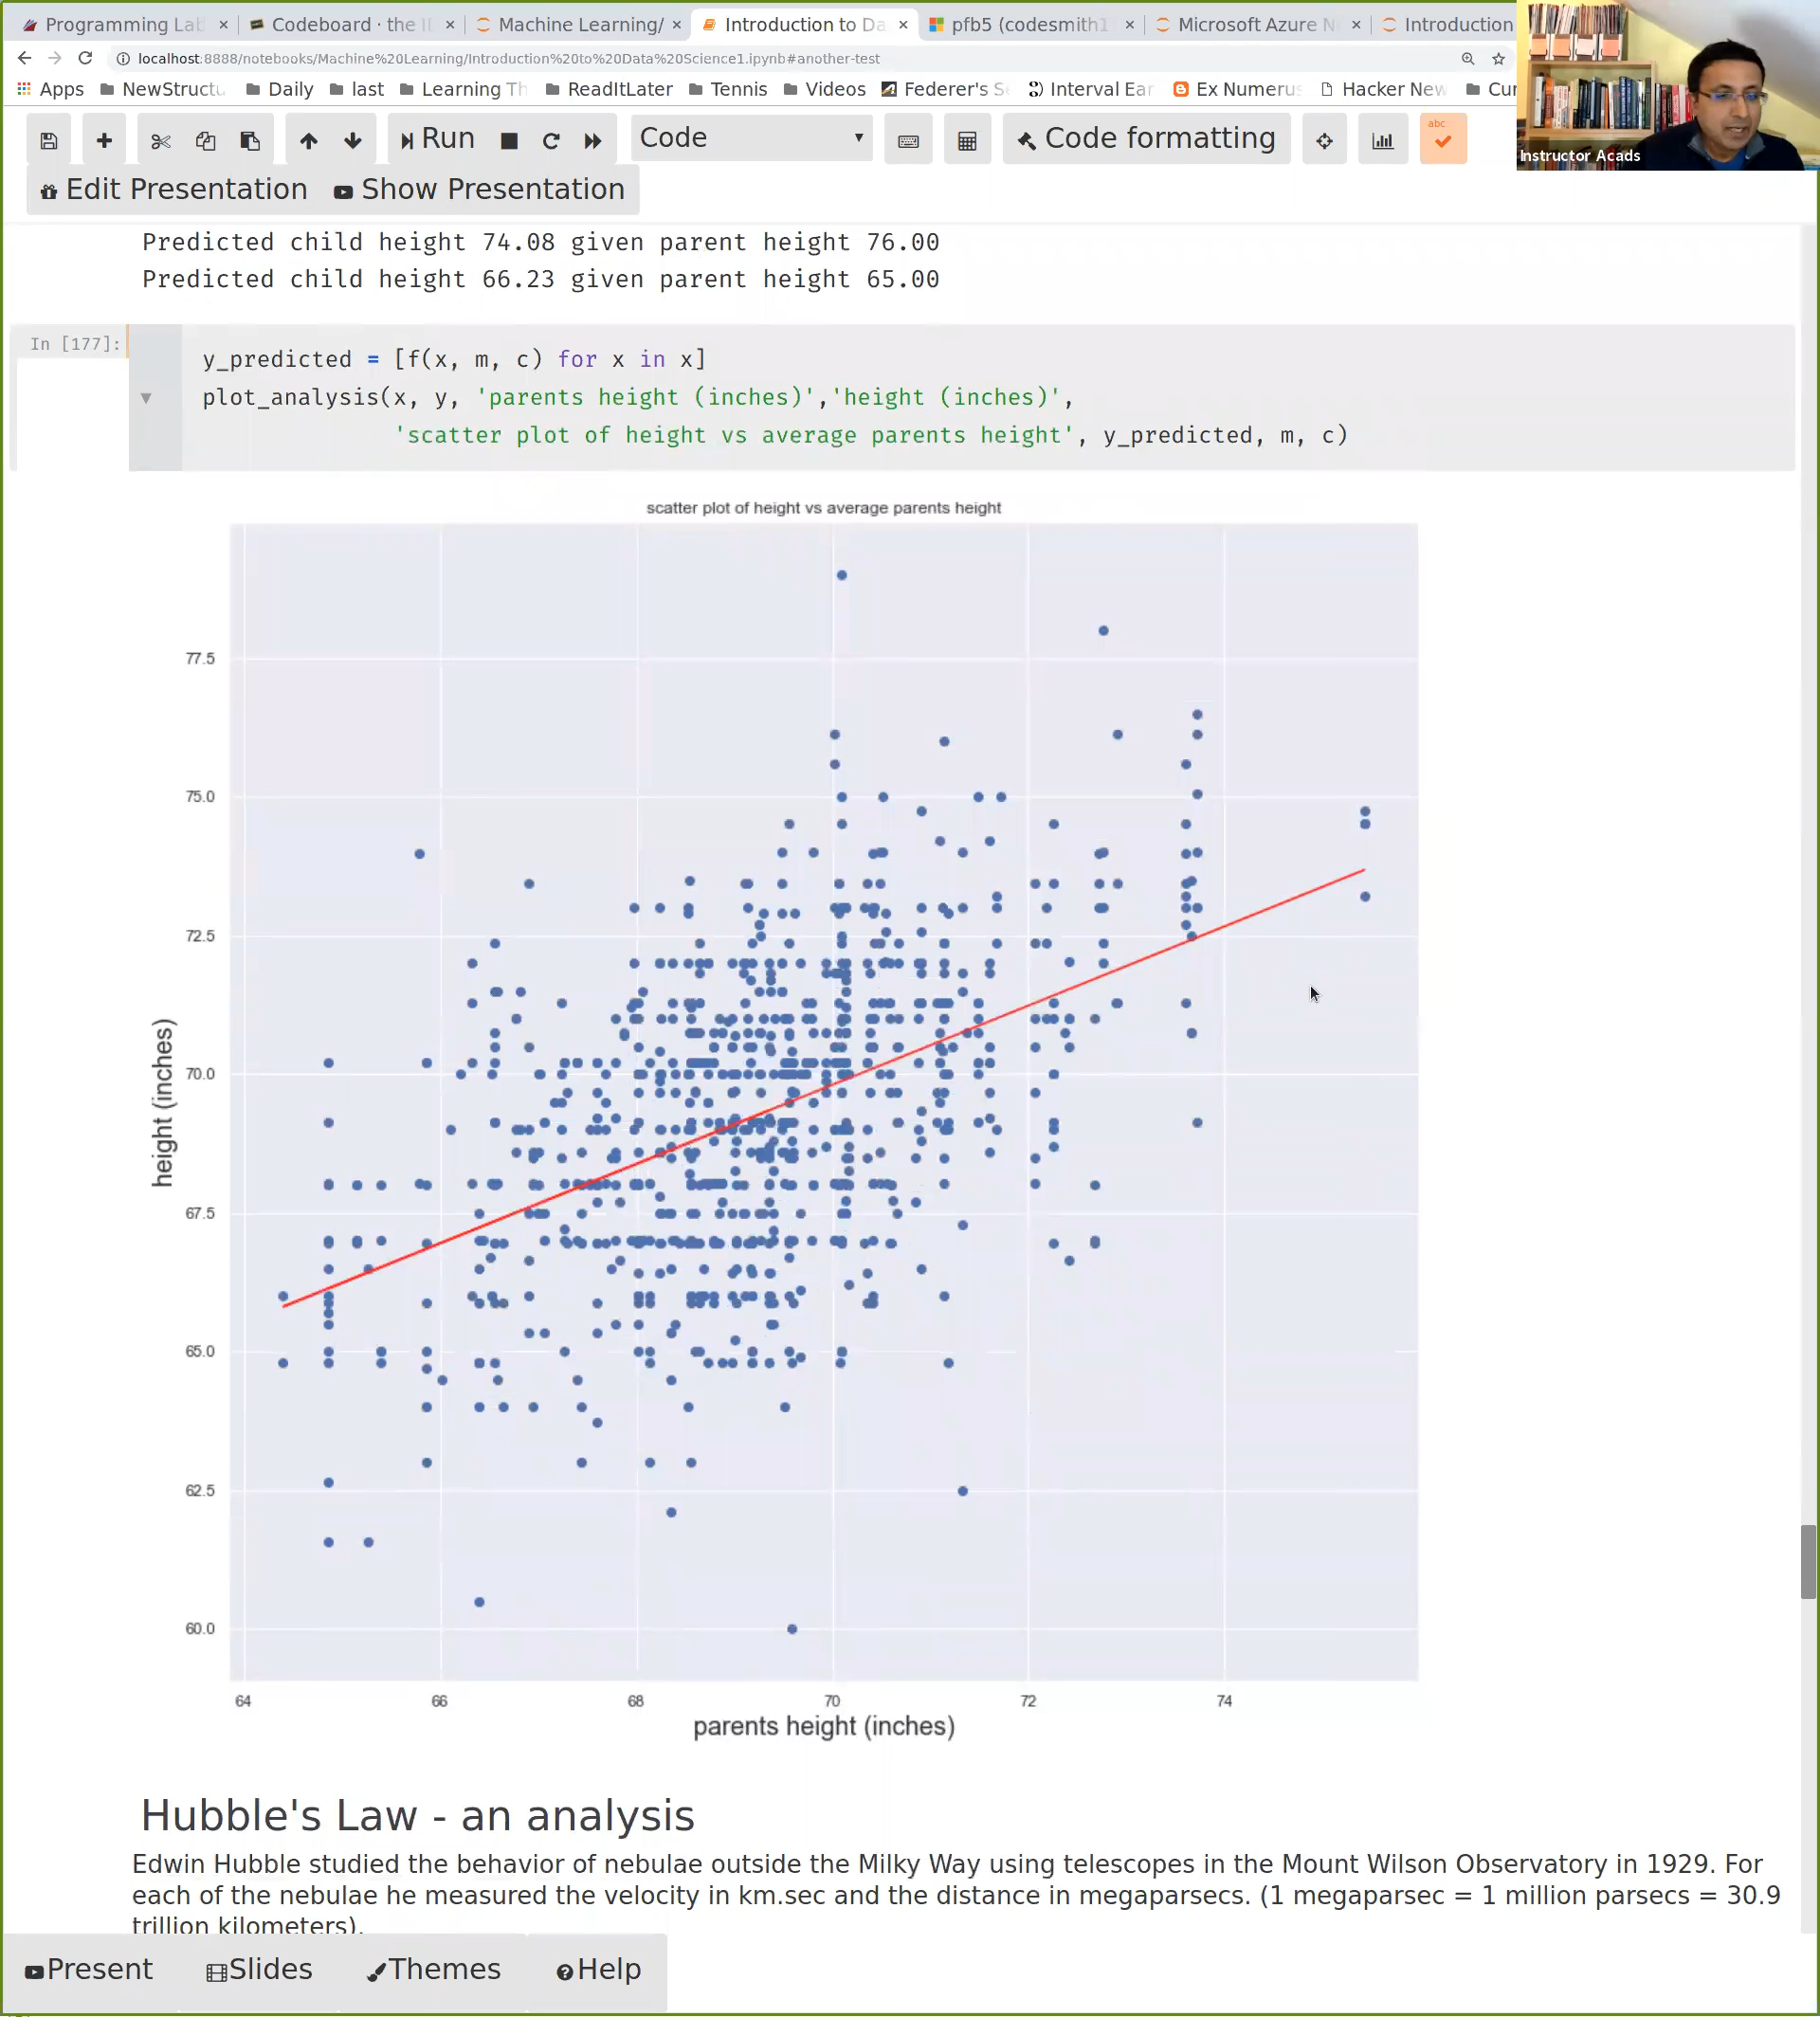 Programming La
Codeboard · the I
Machine Learning/
Introduction to Da
pfb5 (codesmith1
Microsoft Azure N
Introduction
localhost:8888/notebooks/Machine%20Learning/Introduction%20to%20Data%20Science1.ipynb#another-test
Apps NewStructu Daily last Learning Th ReadItLater Tennis Videos Federer's S Interval Ear Ex Numerus Hacker New Cur
Run Code Code formatting abc
Instructor Acads
Edit Presentation Show Presentation
Predicted child height 74.08 given parent height 76.00
Predicted child height 66.23 given parent height 65.00
In [177]:
y_predicted = [f(x, m, c) for x in x]
plot_analysis(x, y, 'parents height (inches)','height (inches)',
'scatter plot of height vs average parents height', y_predicted, m, c)
scatter plot of height vs average parents height
77.5
75.0
72.5
70.0
67.5
65.0
62.5
60.0
height (inches)
64 66 68 70 72 74
parents height (inches)
Hubble's Law - an analysis
Edwin Hubble studied the behavior of nebulae outside the Milky Way using telescopes in the Mount Wilson Observatory in 1929. For
each of the nebulae he measured the velocity in km.sec and the distance in megaparsecs. (1 megaparsec = 1 million parsecs = 30.9
trillion kilometers).
Present Slides Themes Help